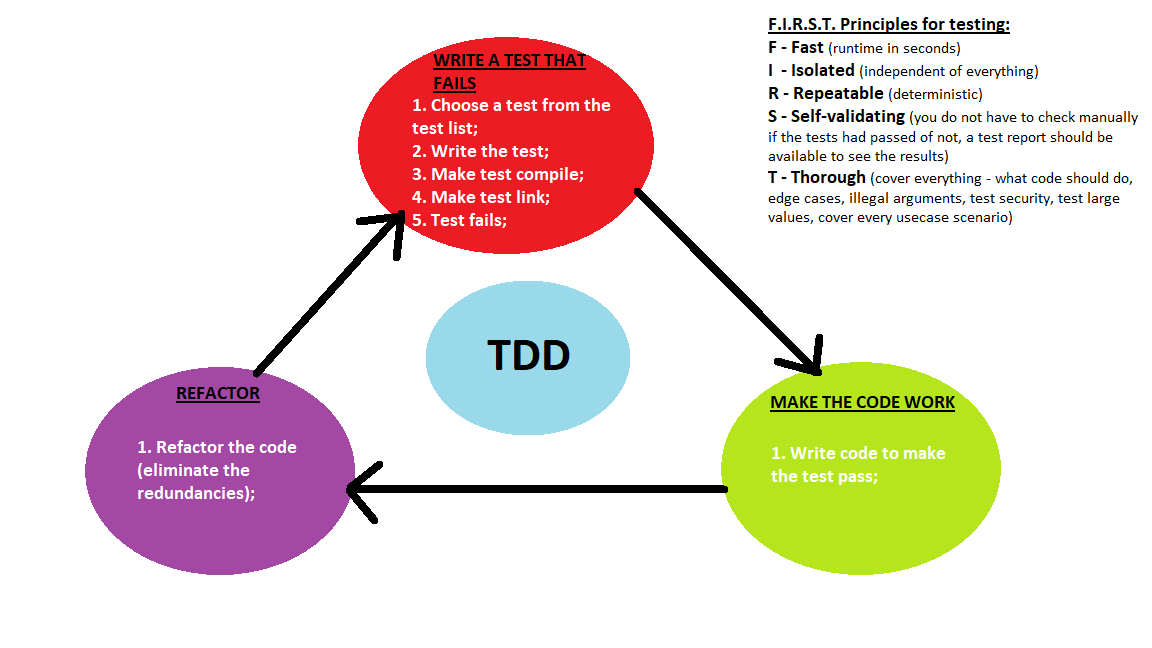 F.I.R.S.T. Principles for testing:
F - Fast (runtime in seconds)
I - Isolated (independent of everything)
R - Repeatable (deterministic)
S - Self-validating (you do not have to check manually
if the tests had passed of not, a test report should be
available to see the results)
T - Thorough (cover everything - what code should do,
edge cases, illegal arguments, test security, test large
values, cover every usecase scenario)
WRITE A TEST THAT
FAILS
1. Choose a test from the
test list;
2. Write the test;
3. Make test compile;
4. Make test link;
5. Test fails;
TDD
REFACTOR
1. Refactor the code
(eliminate the
redundancies);
MAKE THE CODE WORK
1. Write code to make
the test pass;